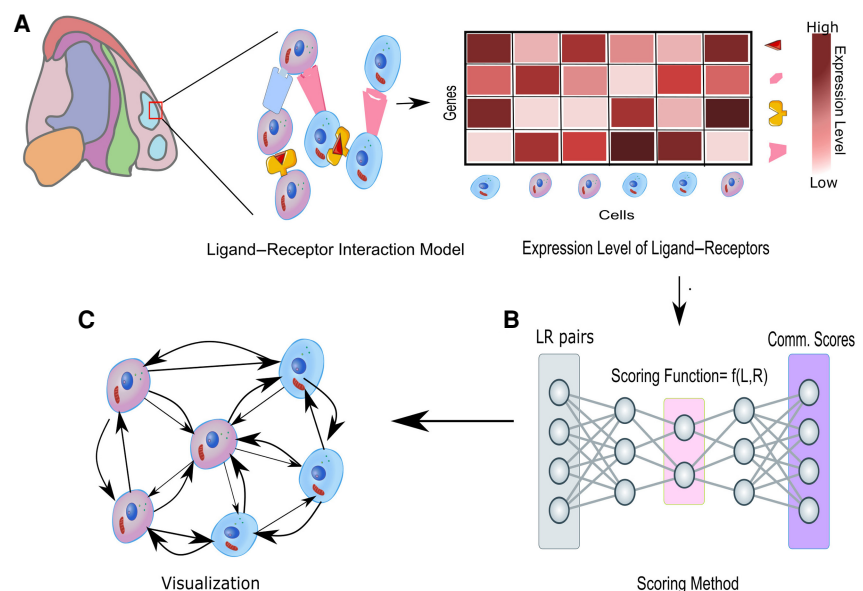 A
High
Expression Level
Low
Genes
Cells
Ligand–Receptor Interaction Model
Expression Level of Ligand–Receptors
B
LR pairs
Comm. Scores
Scoring Function= f(L,R)
Scoring Method
C
Visualization